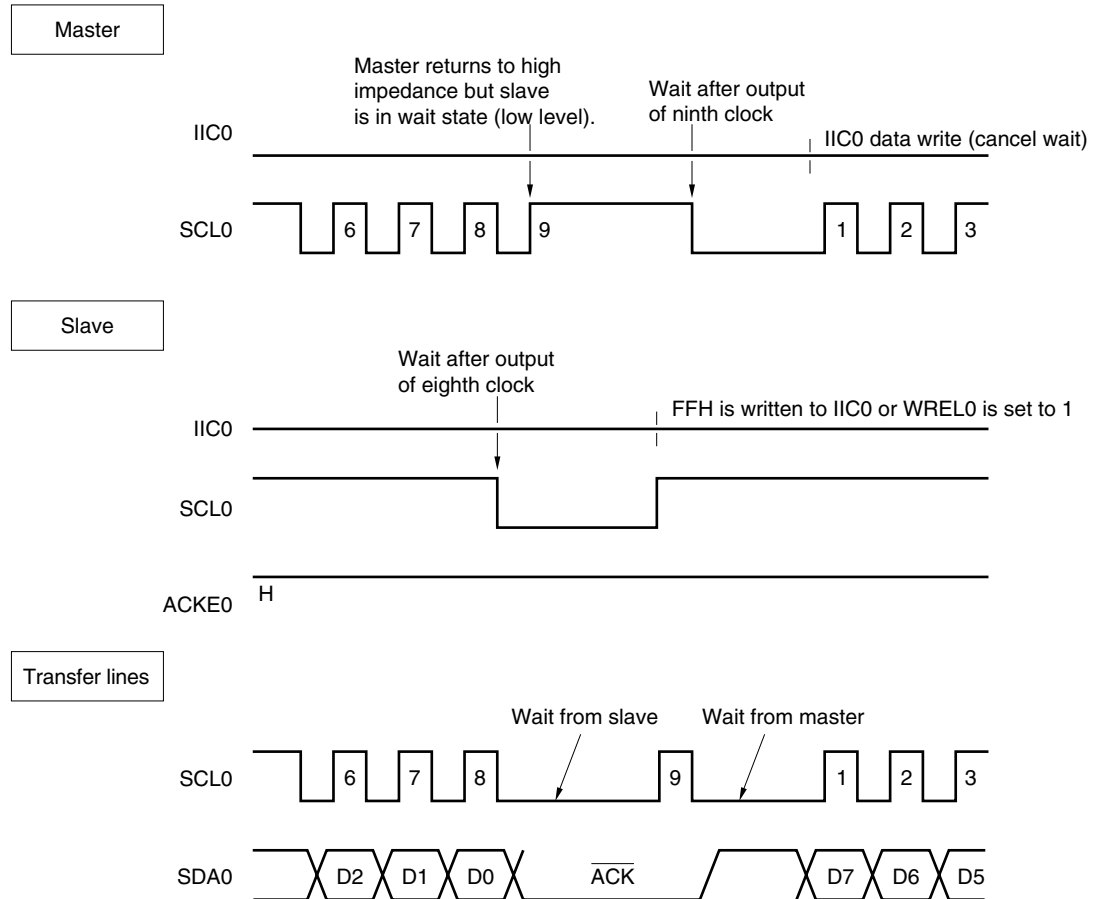 Master
Master returns to high
impedance but slave
is in wait state (low level).
Wait after output
of ninth clock
IIC0
IIC0 data write (cancel wait)
SCL0
6 7 8 9 1 2 3
Slave
Wait after output
of eighth clock
FFH is written to IIC0 or WREL0 is set to 1
IIC0
SCL0
H
ACKE0
Transfer lines
Wait from slave Wait from master
SCL0
6 7 8 9 1 2 3
SDA0
D2 D1 D0 ACK D7 D6 D5